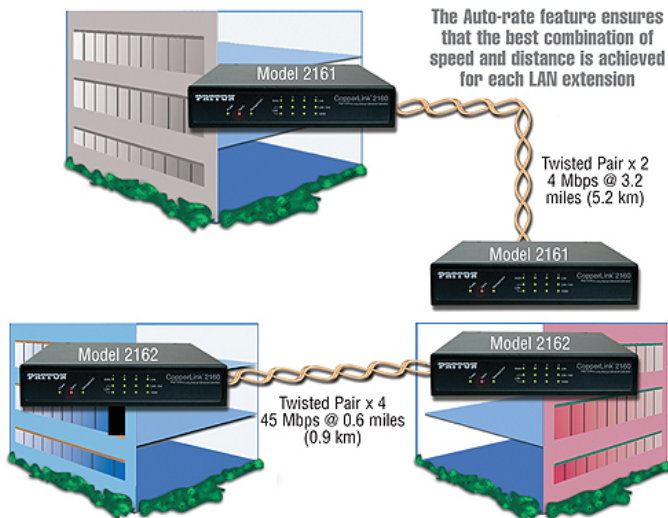 The Auto-rate feature ensures
that the best combination of
speed and distance is achieved
for each LAN extension
Model 2161
PATTON
CopperLink 2160
Twisted Pair x 2
4 Mbps @ 3.2
miles (5.2 km)
Model 2161
PATTON
CopperLink 2160
Model 2162
PATTON
CopperLink 2160
Model 2162
PATTON
CopperLink 2160
Twisted Pair x 4
45 Mbps @ 0.6 miles
(0.9 km)